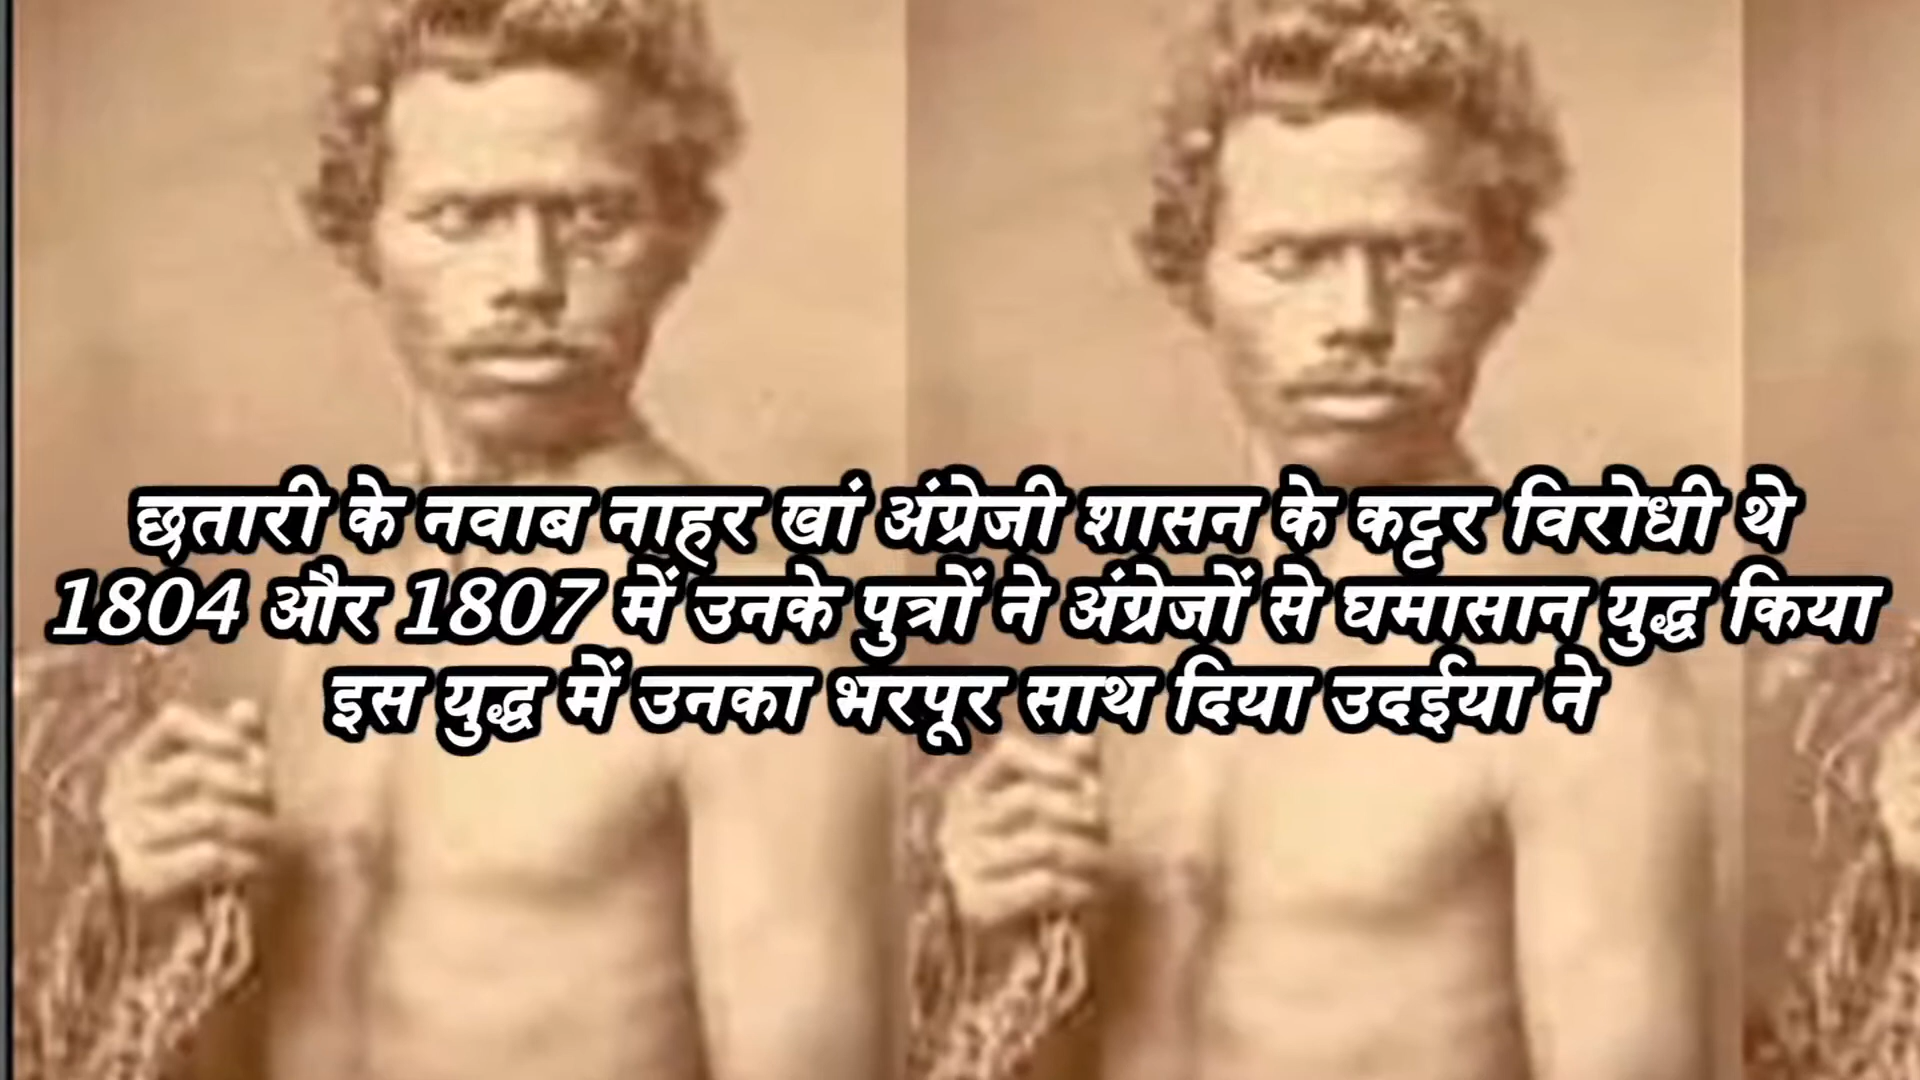 छतारी के नवाब नाहर खां अंग्रेजी शासन के कट्टर विरोधी थे
1804 और 1807 में उनके पुत्रों ने अंग्रेजों से घमासान युद्ध किया
इस युद्ध में उनका भरपूर साथ दिया उदईया ने